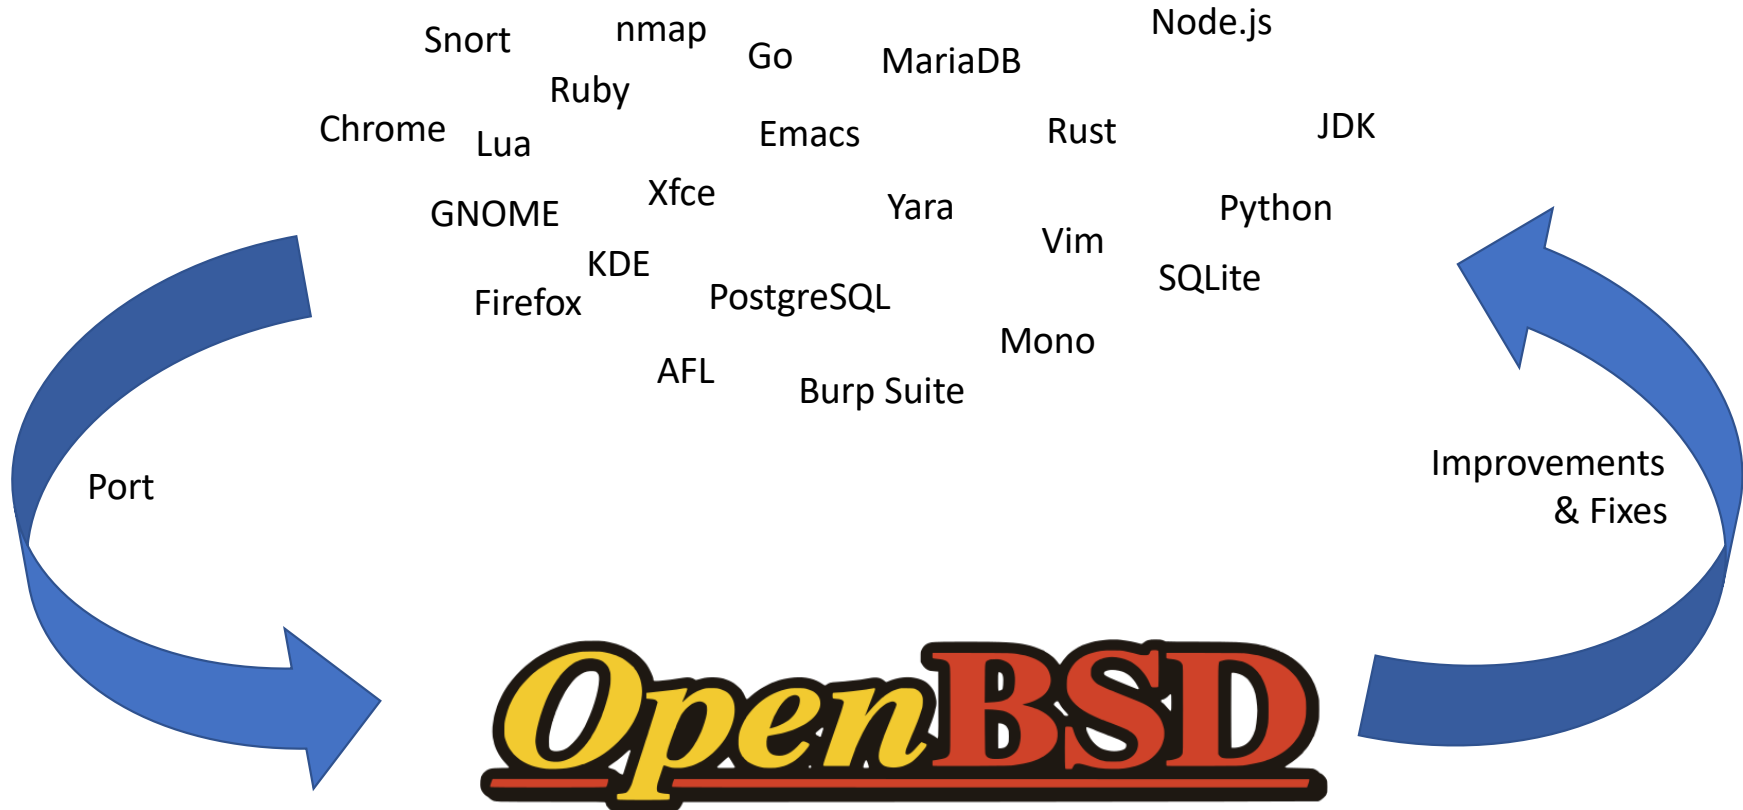 Snort
nmap
Go
MariaDB
Node.js
Ruby
Chrome
Lua
Emacs
Rust
JDK
GNOME
Xfce
Yara
Vim
Python
KDE
SQLite
Firefox
PostgreSQL
Mono
AFL
Burp Suite
Port
Improvements
& Fixes
OpenBSD